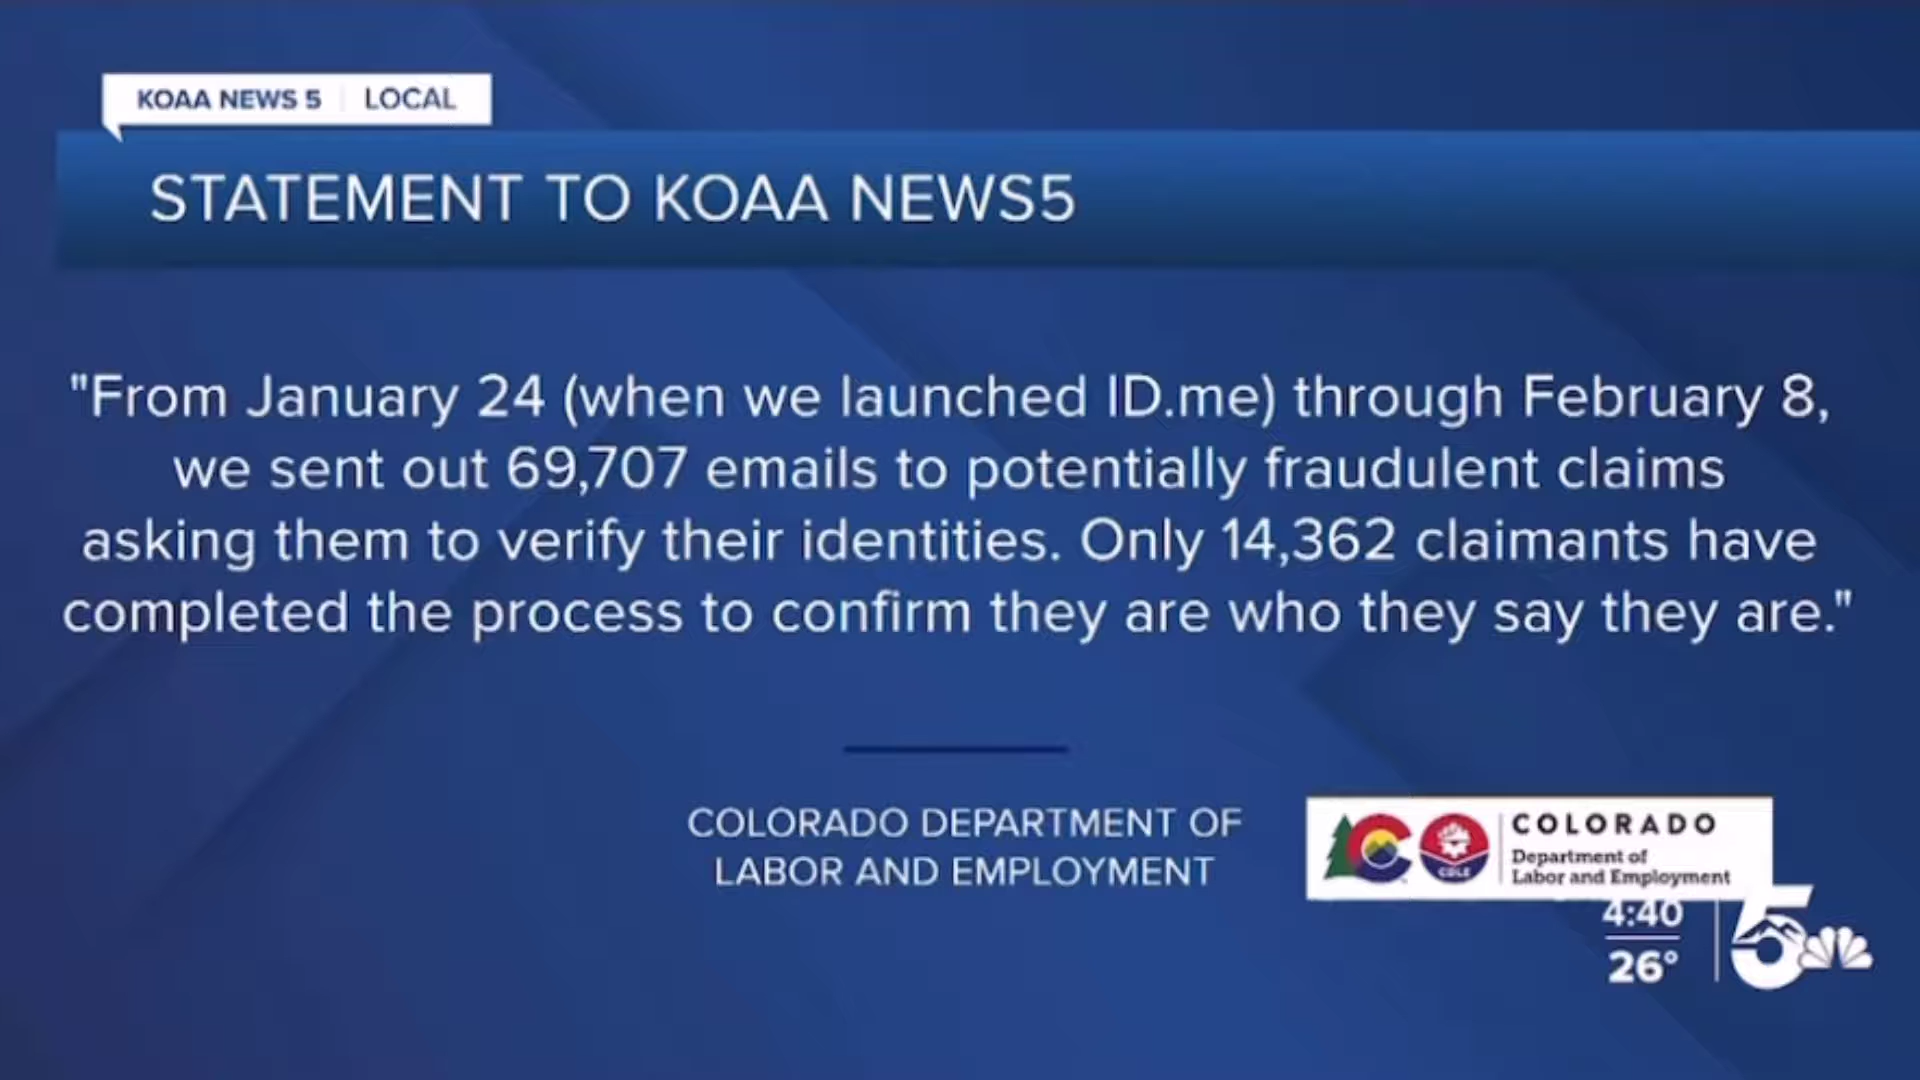 KOAA NEWS 5 LOCAL
STATEMENT TO KOAA NEWS5
"From January 24 (when we launched ID.me) through February 8,
we sent out 69,707 emails to potentially fraudulent claims
asking them to verify their identities. Only 14,362 claimants have
completed the process to confirm they are who they say they are."
COLORADO DEPARTMENT OF
LABOR AND EMPLOYMENT
CDLE
COLORADO
Department of
Labor and Employment
4:40
26°
5